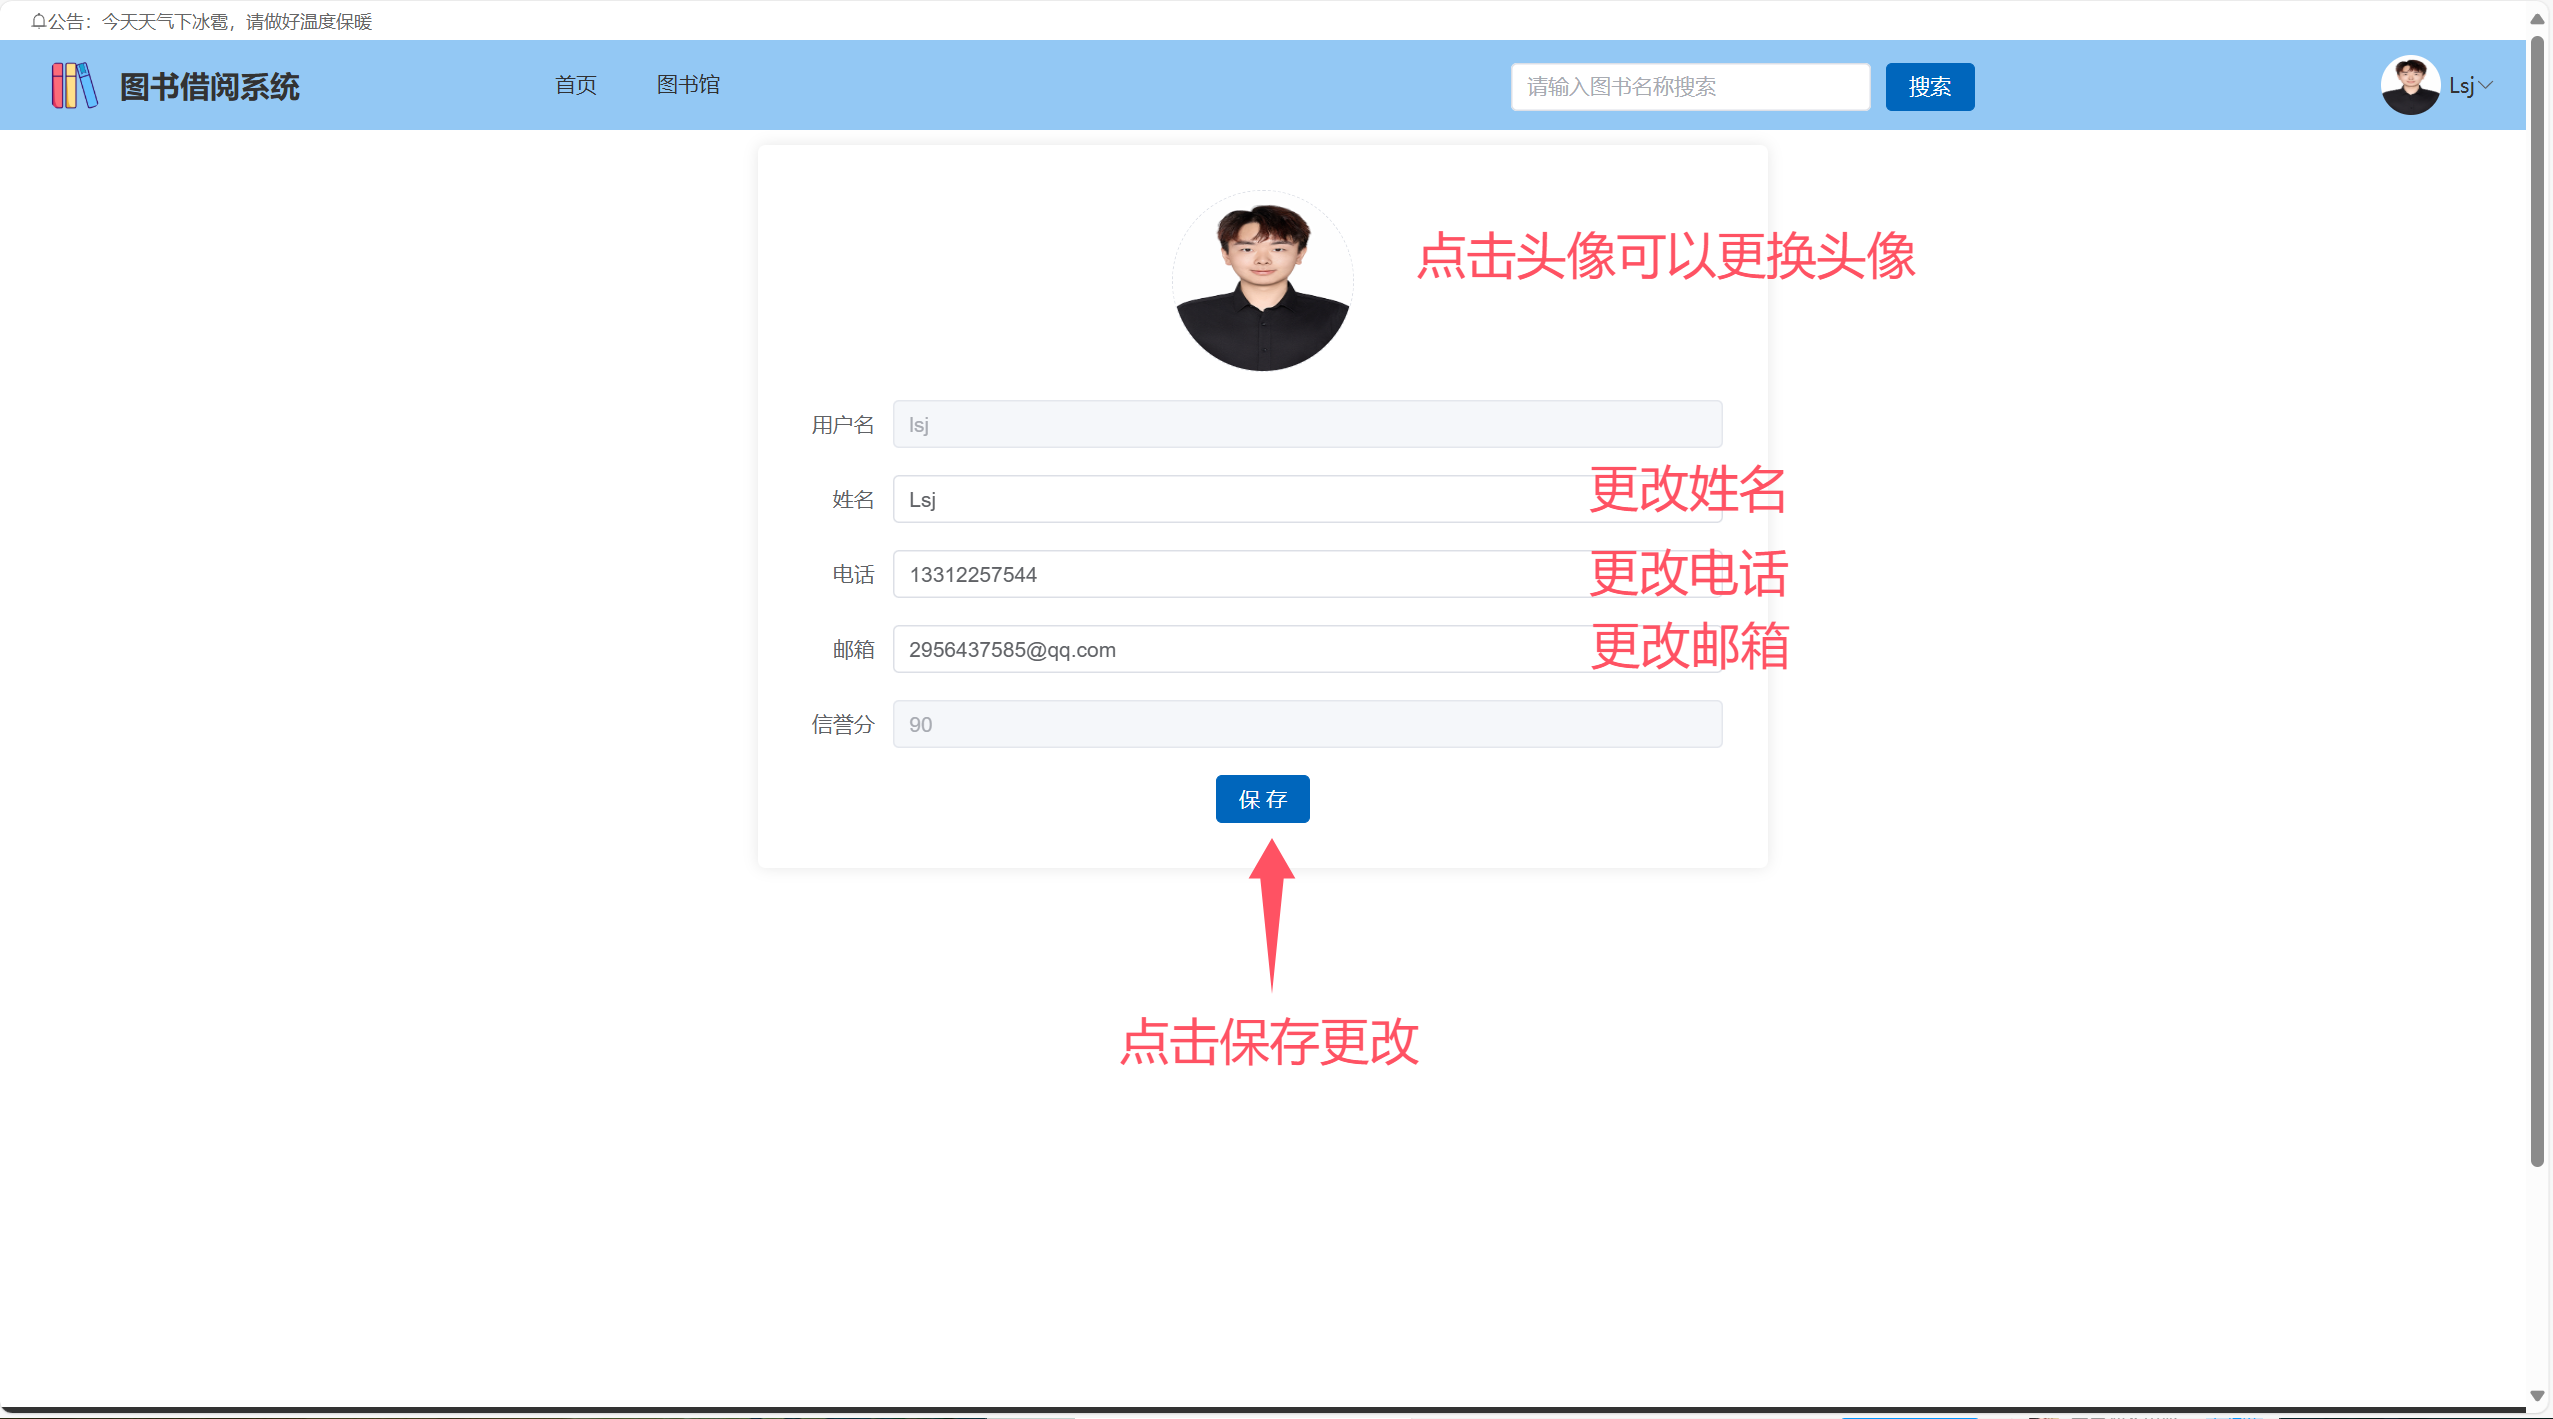 公告：今天天气下冰雹，请做好温度保暖
图书借阅系统
首页
图书馆
请输入图书名称搜索
搜索
Lsj
点击头像可以更换头像
用户名
lsj
姓名
Lsj
更改姓名
电话
13312257544
更改电话
邮箱
2956437585@qq.com
更改邮箱
信誉分
90
保 存
点击保存更改